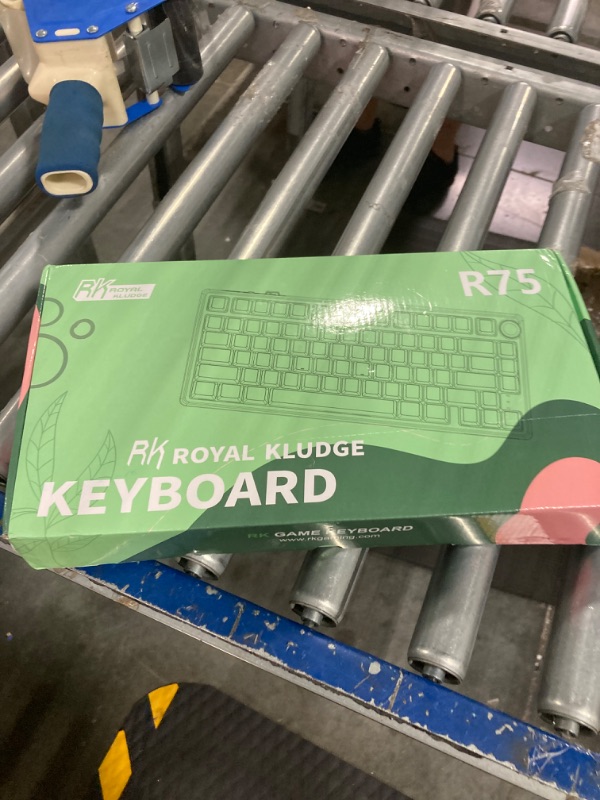 RK ROYAL KLUDGE
R75
RK ROYAL KLUDGE
KEYBOARD
RK GAME KEYBOARD
www.rkgaming.com